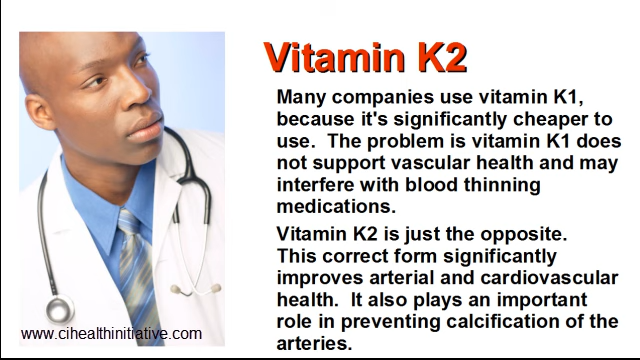 Vitamin K2
Many companies use vitamin K1,
because it's significantly cheaper to
use.  The problem is vitamin K1 does
not support vascular health and may
interfere with blood thinning
medications.
Vitamin K2 is just the opposite.
This correct form significantly
improves arterial and cardiovascular
health.  It also plays an important
role in preventing calcification of the
arteries.
www.cihealthinitiative.com